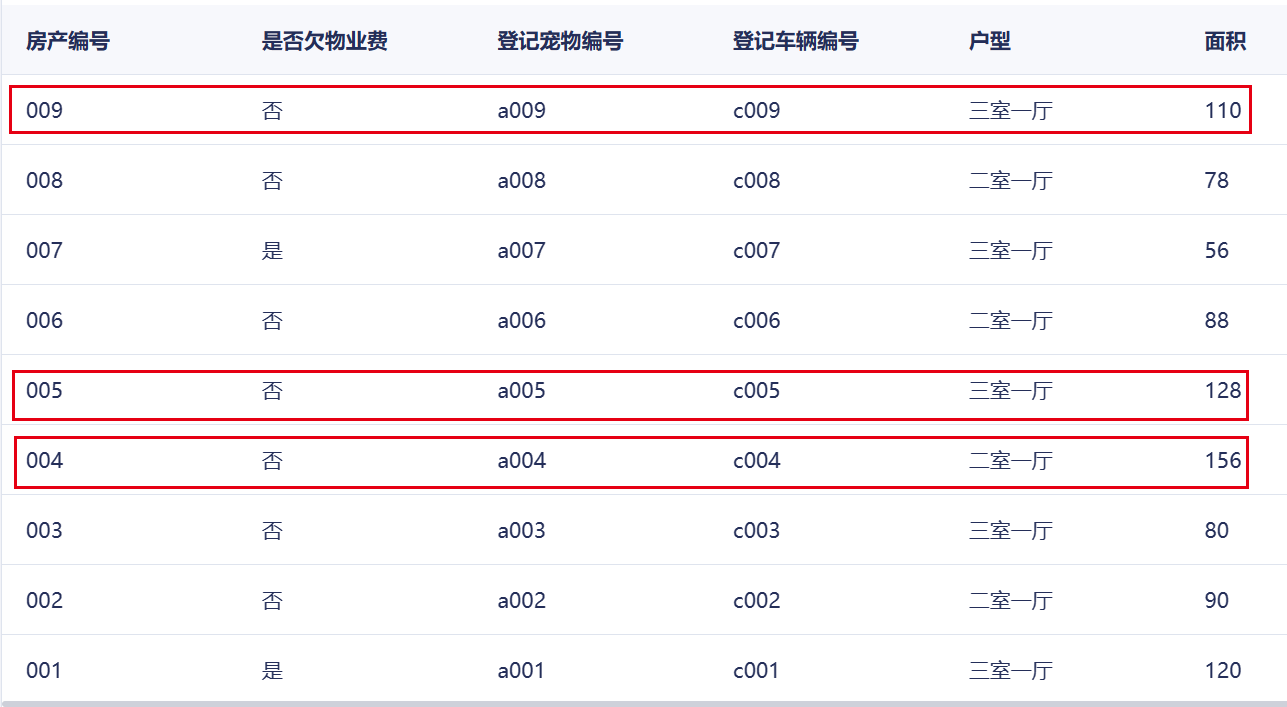 房产编号 是否欠物业费 登记宠物编号 登记车辆编号 户型 面积
009 否 a009 c009 三室一厅 110
008 否 a008 c008 二室一厅 78
007 是 a007 c007 三室一厅 56
006 否 a006 c006 二室一厅 88
005 否 a005 c005 三室一厅 128
004 否 a004 c004 二室一厅 156
003 否 a003 c003 三室一厅 80
002 否 a002 c002 二室一厅 90
001 是 a001 c001 三室一厅 120